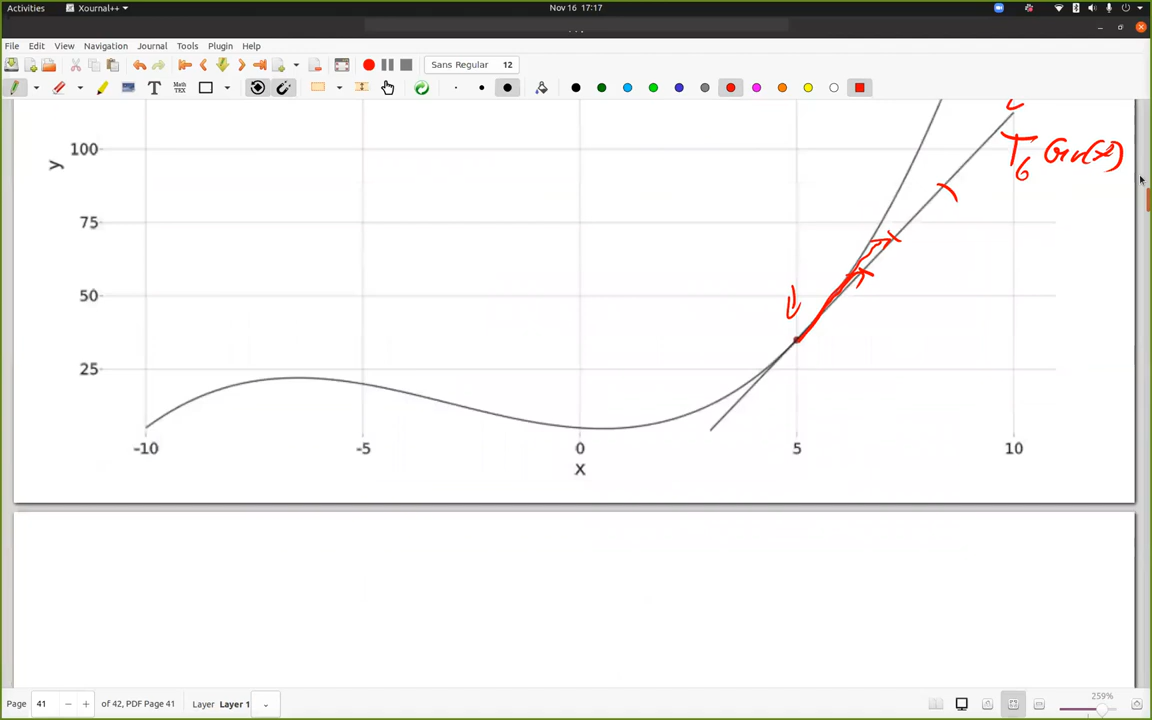 Activities Xournal++ Nov 16 17:17
. . .
File Edit View Navigation Journal Tools Plugin Help
Sans Regular 12
y
100
75
50
25
-10 -5 0 5 10
x
T6
Page 41 of 42, PDF Page 41 Layer Layer 1 259%